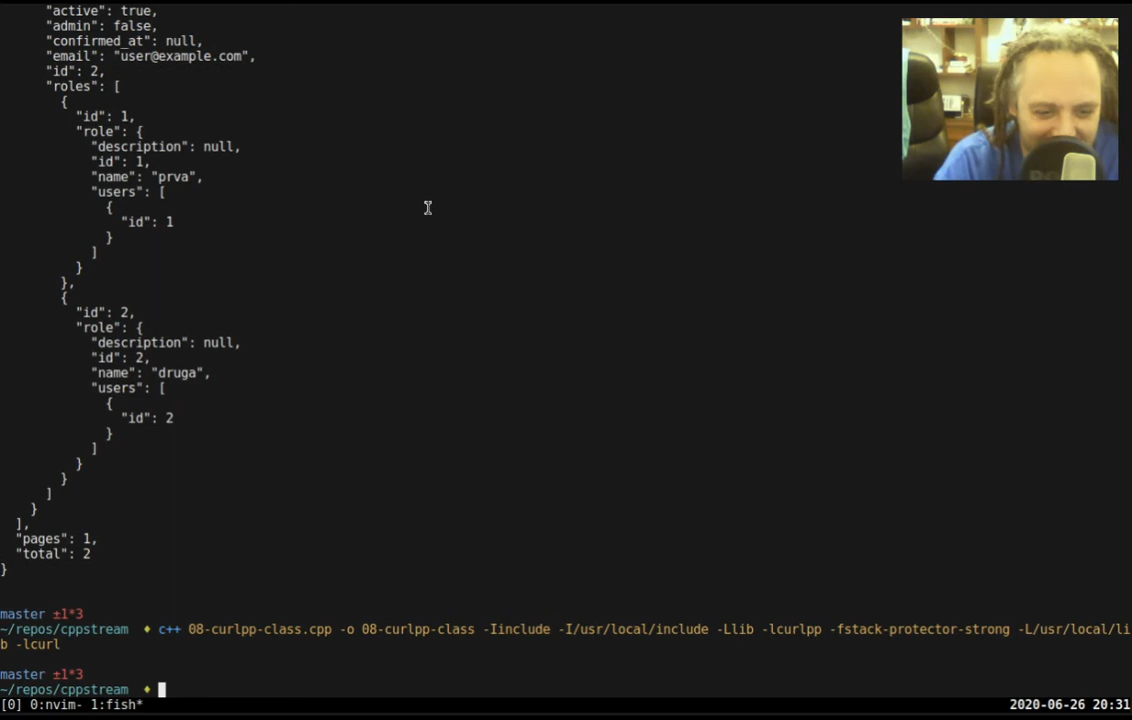 "active": true,
"admin": false,
"confirmed_at": null,
"email": "user@example.com",
"id": 2,
"roles": [
{
"id": 1,
"role": {
"description": null,
"id": 1,
"name": "prva",
"users": [
{
"id": 1
}
]
}
},
{
"id": 2,
"role": {
"description": null,
"id": 2,
"name": "druga",
"users": [
{
"id": 2
}
]
}
}
]
}
],
"pages": 1,
"total": 2
}
master ±1*3
~/repos/cppstream ♦ c++ 08-curlpp-class.cpp -o 08-curlpp-class -Iinclude -I/usr/local/include -Llib -lcurlpp -fstack-protector-strong -L/usr/local/li
b -lcurl
master ±1*3
~/repos/cppstream ♦
[0] 0:nvim- 1:fish* 2020-06-26 20:31